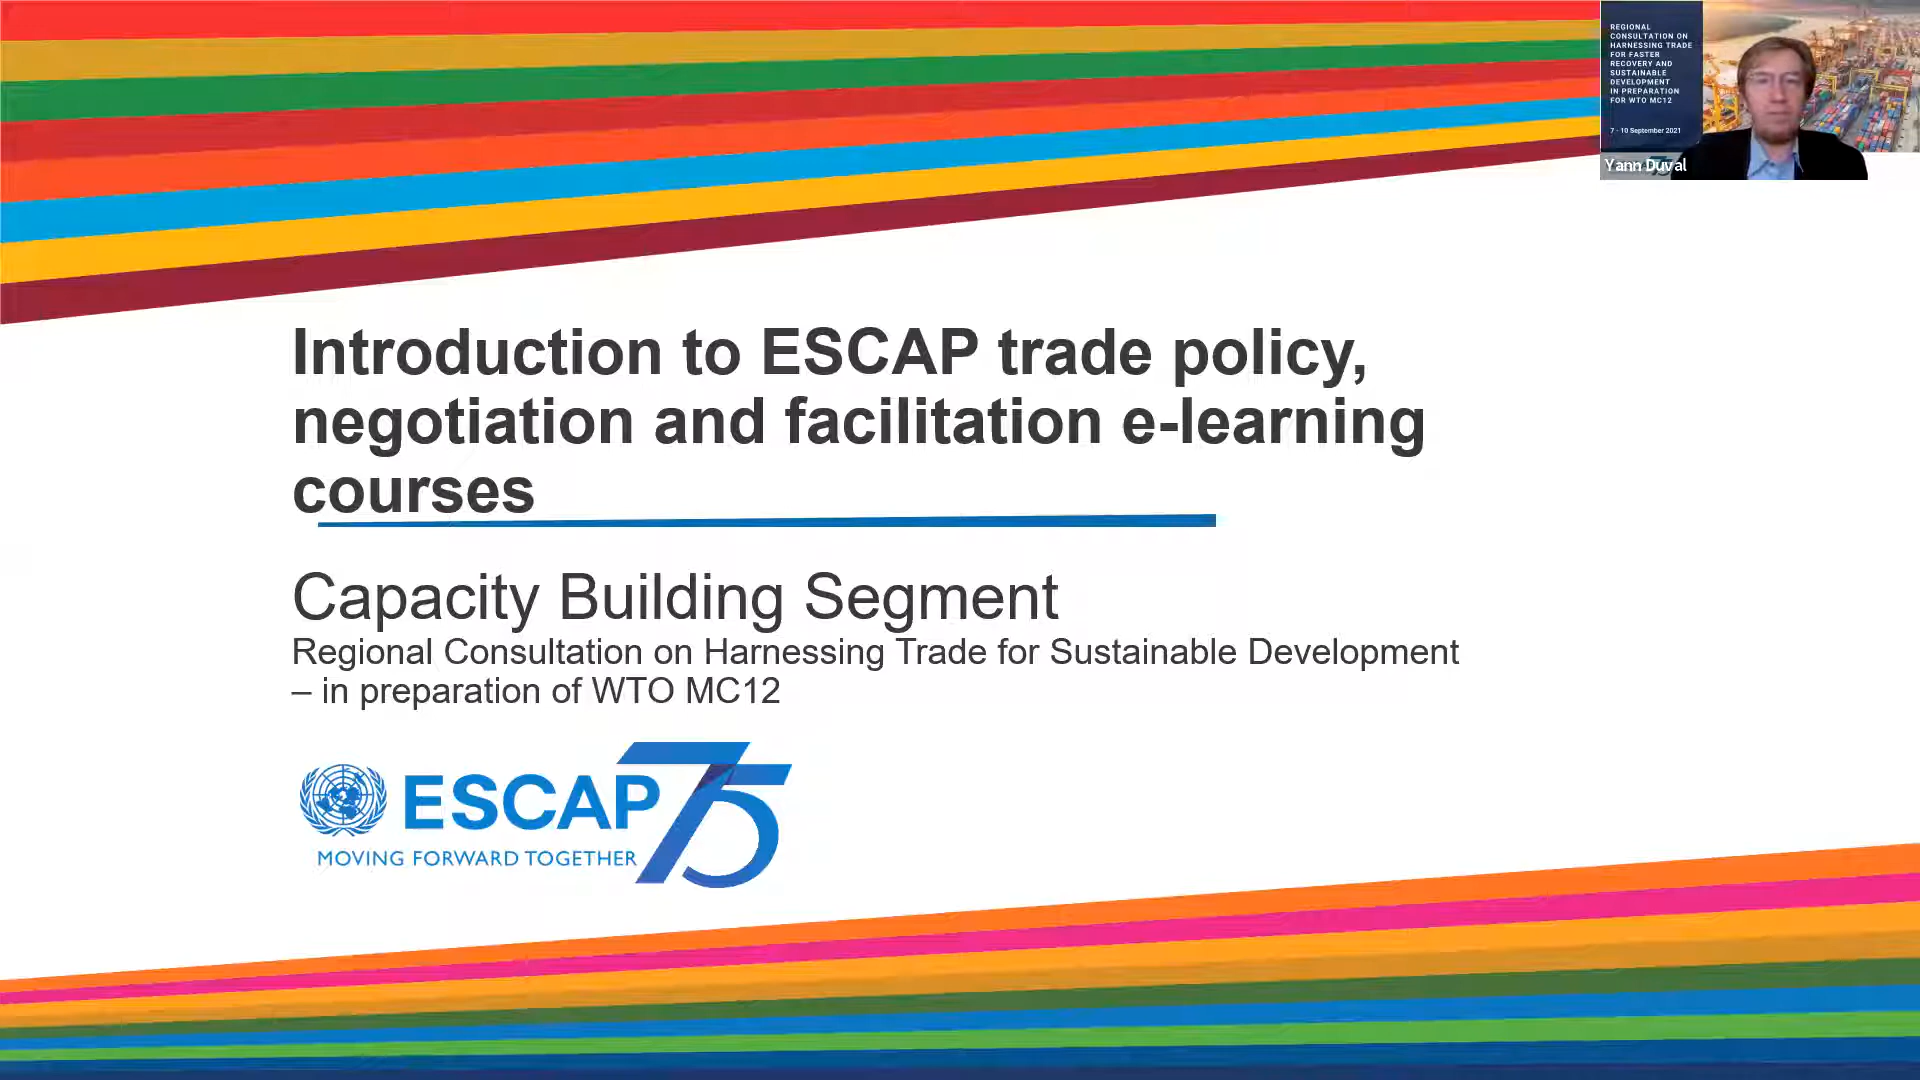 REGIONAL
CONSULTATION ON
HARNESSING TRADE
FOR FASTER
RECOVERY AND
SUSTAINABLE
DEVELOPMENT
IN PREPARATION
FOR WTO MC12
7 - 10 September 2021
Yann Duval
Introduction to ESCAP trade policy,
negotiation and facilitation e-learning
courses
Capacity Building Segment
Regional Consultation on Harnessing Trade for Sustainable Development
– in preparation of WTO MC12
ESCAP 75
MOVING FORWARD TOGETHER